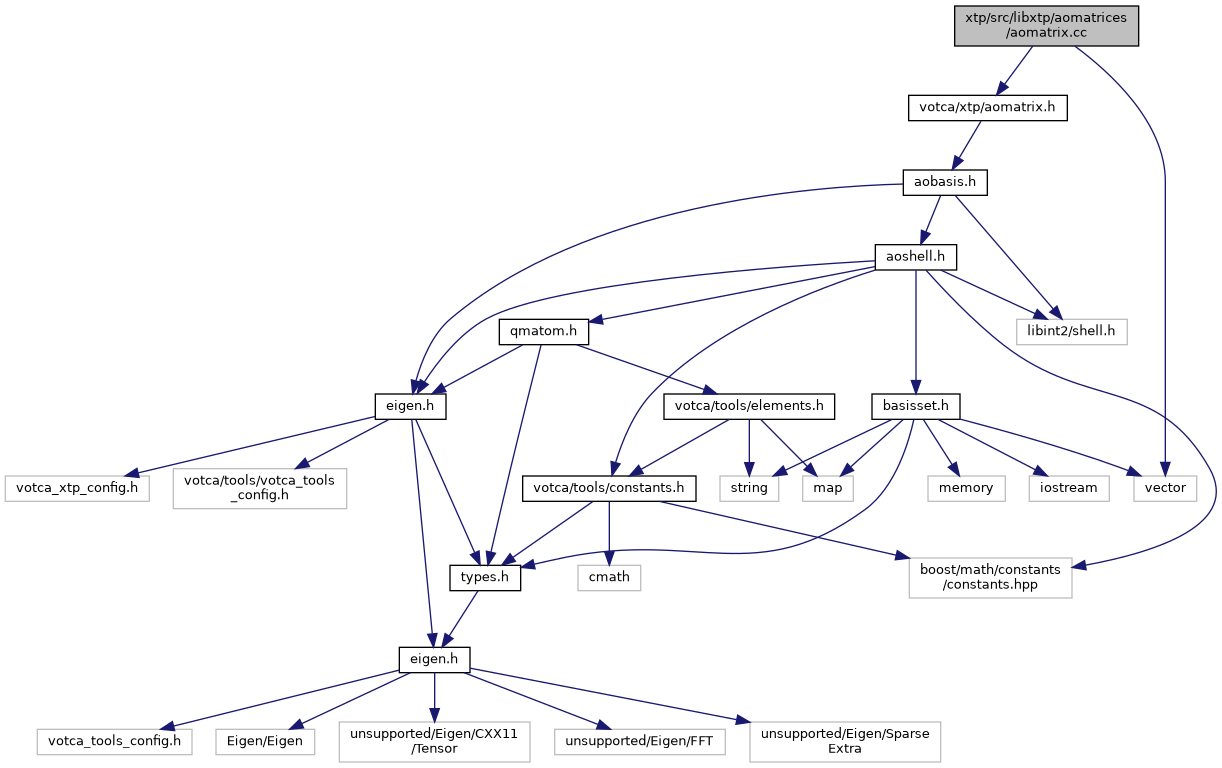 xtp/src/libxtp/aomatrices
/aomatrix.cc
votca/xtp/aomatrix.h
aobasis.h
aoshell.h
qmatom.h
libint2/shell.h
eigen.h
votca/tools/elements.h
basisset.h
votca_xtp_config.h
votca/tools/votca_tools
_config.h
votca/tools/constants.h
string
map
memory
iostream
vector
types.h
cmath
boost/math/constants
/constants.hpp
eigen.h
votca_tools_config.h
Eigen/Eigen
unsupported/Eigen/CXX11
/Tensor
unsupported/Eigen/FFT
unsupported/Eigen/Sparse
Extra